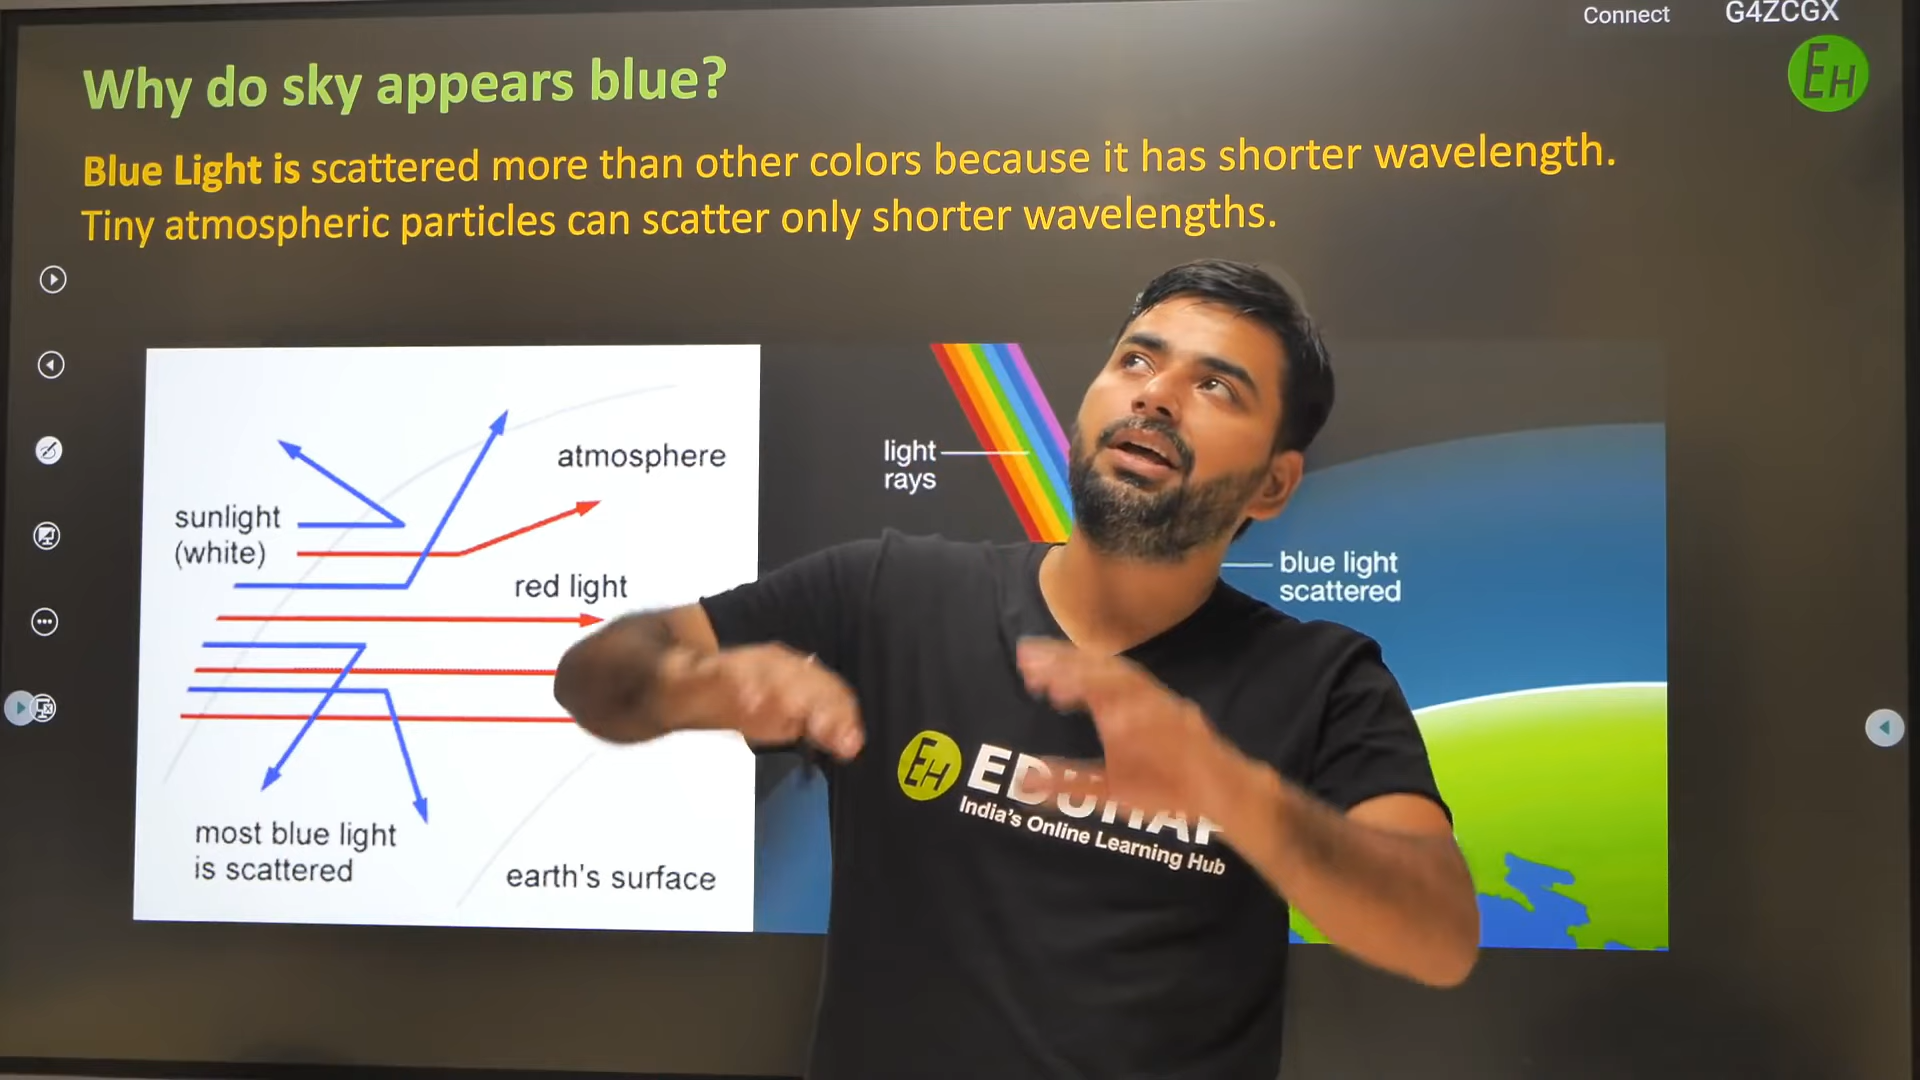 Connect G4ZCGX
EH
Why do sky appears blue?
Blue Light is scattered more than other colors because it has shorter wavelength.
Tiny atmospheric particles can scatter only shorter wavelengths.
atmosphere
sunlight
(white)
red light
most blue light
is scattered
earth's surface
light
rays
blue light
scattered
EH
India's Online Learning Hub